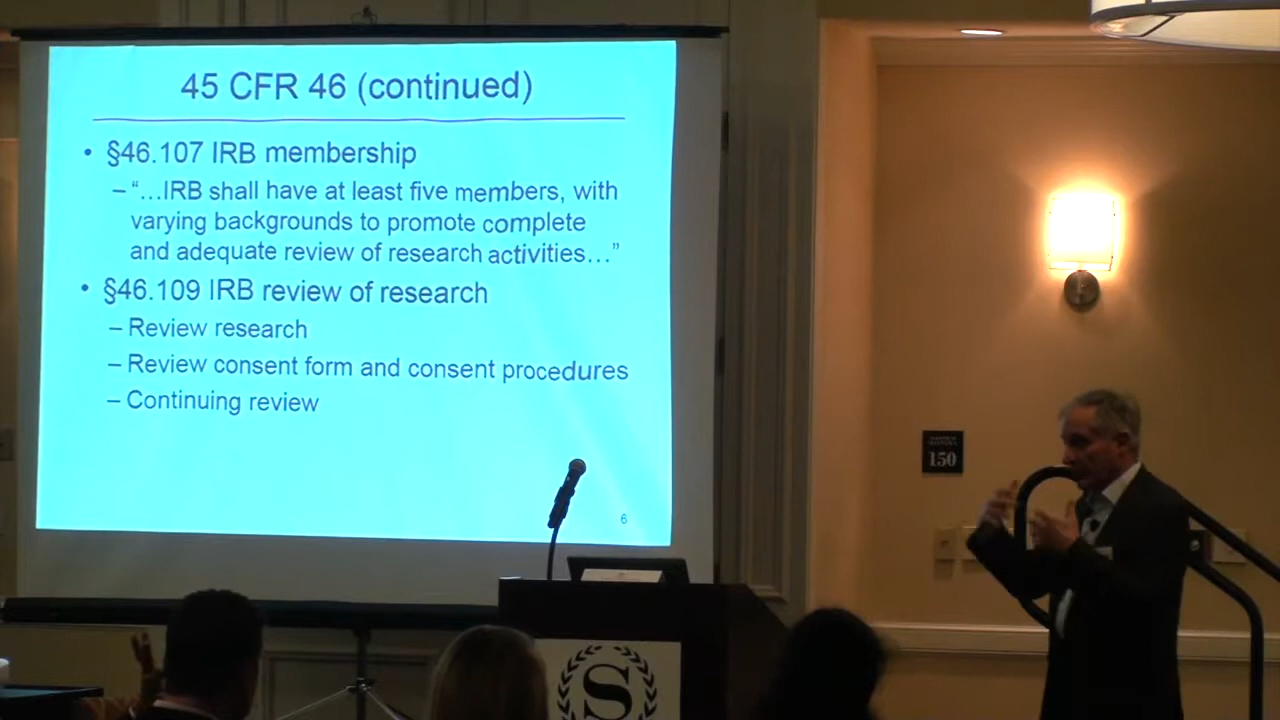 45 CFR 46 (continued)
• §46.107 IRB membership
– “…IRB shall have at least five members, with
varying backgrounds to promote complete
and adequate review of research activities…”
• §46.109 IRB review of research
– Review research
– Review consent form and consent procedures
– Continuing review
6
150
S